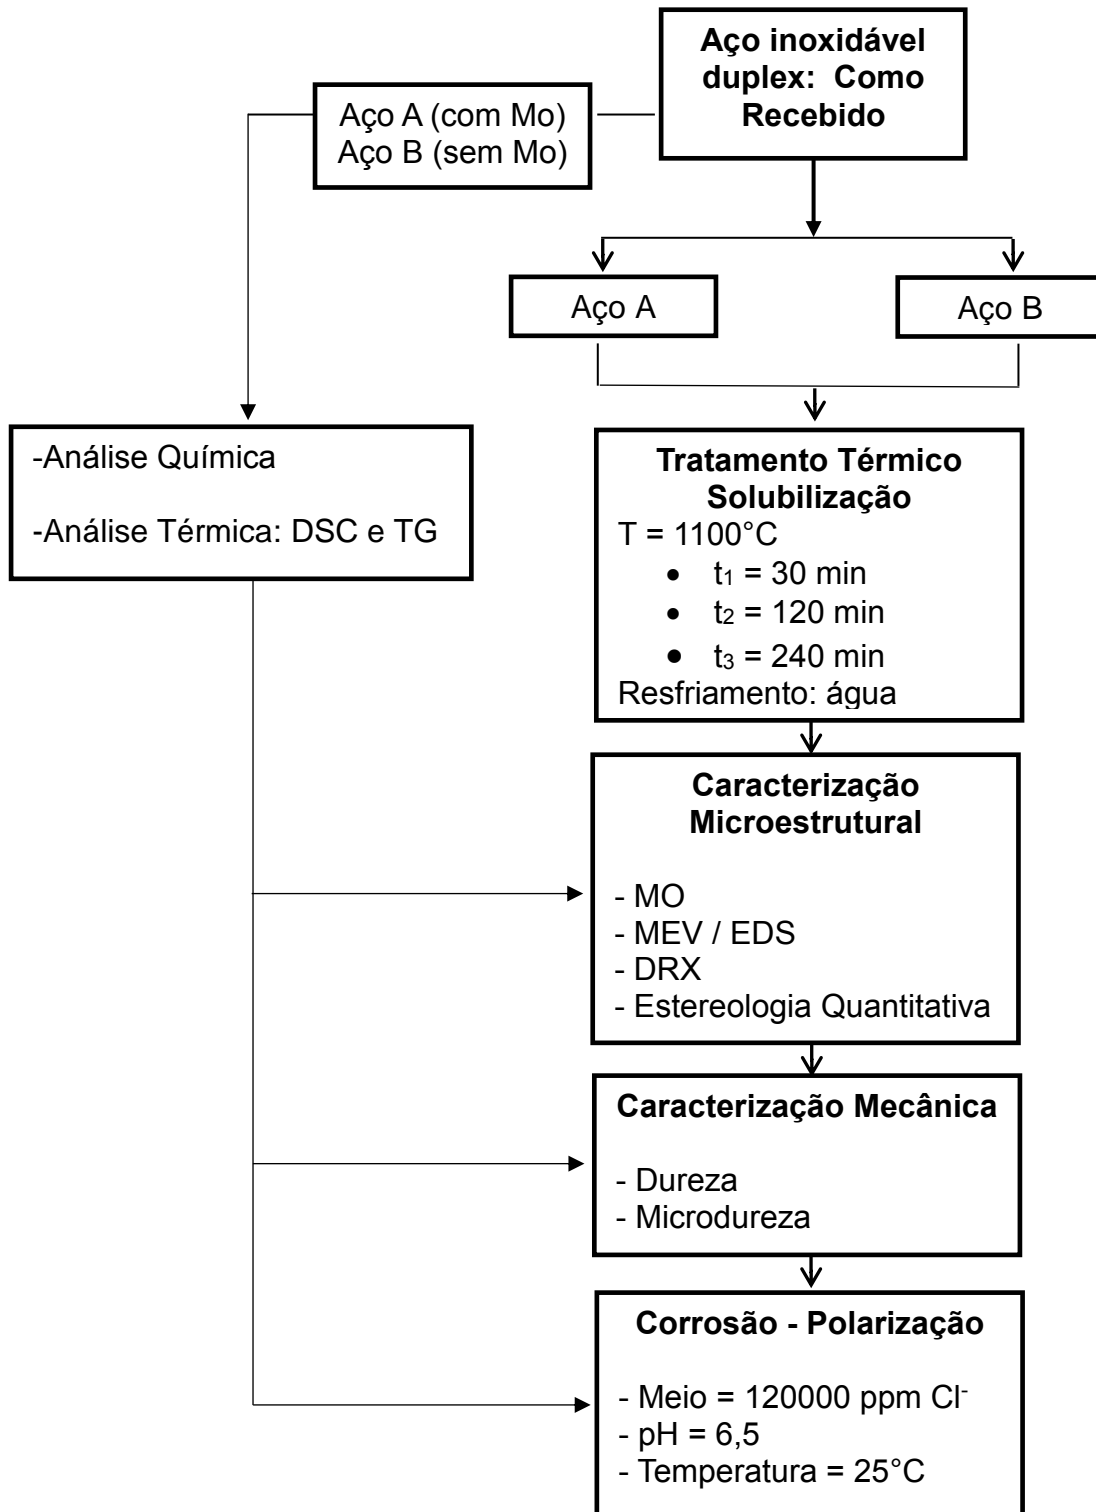 Aço inoxidável
duplex: Como
Recebido
Aço A (com Mo)
Aço B (sem Mo)
Aço A
Aço B
-Análise Química
-Análise Térmica: DSC e TG
Tratamento Térmico
Solubilização
T = 1100°C
• t₁ = 30 min
• t₂ = 120 min
• t₃ = 240 min
Resfriamento: água
Caracterização
Microestrutural
- MO
- MEV / EDS
- DRX
- Estereologia Quantitativa
Caracterização Mecânica
- Dureza
- Microdureza
Corrosão - Polarização
- Meio = 120000 ppm Cl⁻
- pH = 6,5
- Temperatura = 25°C